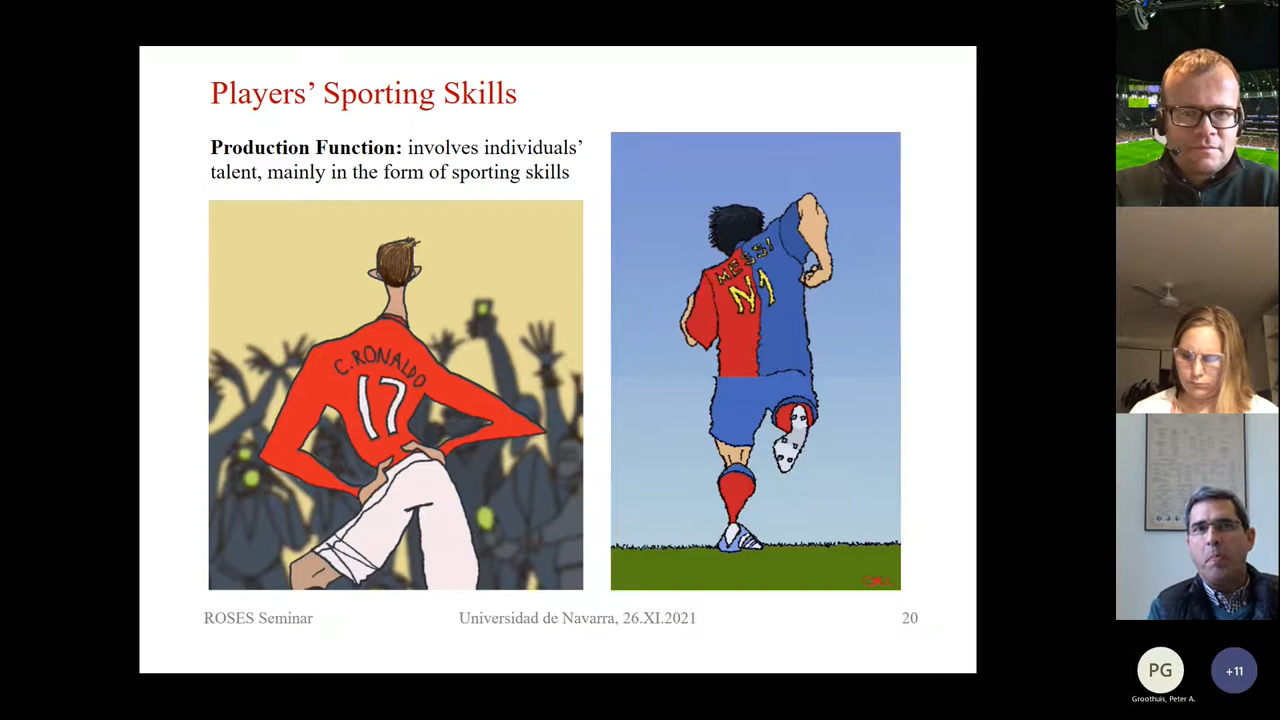 Players’ Sporting Skills
Production Function: involves individuals’
talent, mainly in the form of sporting skills
C.RONALDO
17
MESSI
N1
ROSES Seminar
Universidad de Navarra, 26.XI.2021
20
PG
+11
Groothuis, Peter A.